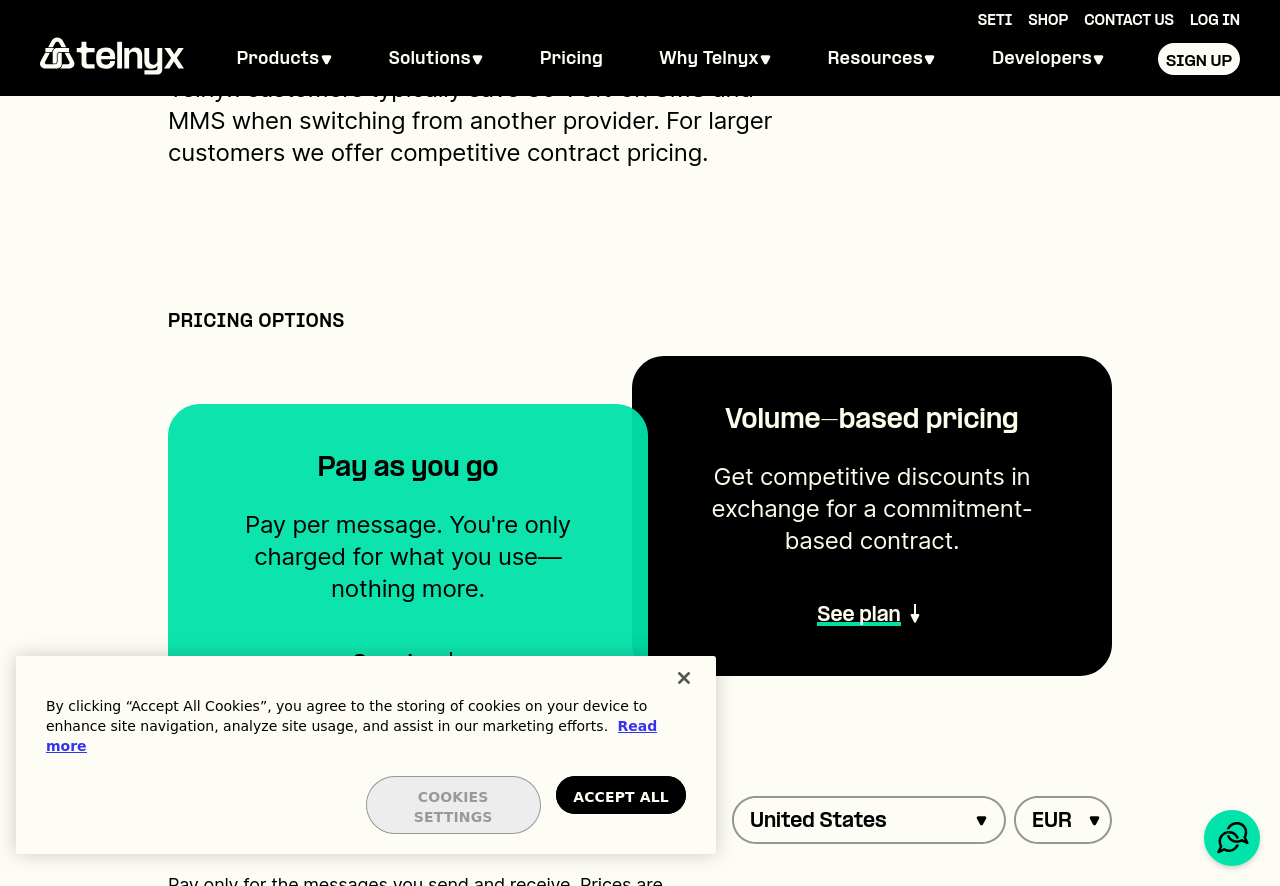 SETI SHOP CONTACT US LOG IN
telnyx Products Solutions Pricing Why Telnyx Resources Developers SIGN UP
MMS when switching from another provider. For larger
customers we offer competitive contract pricing.
PRICING OPTIONS
Volume—based pricing
Get competitive discounts in
exchange for a commitment-
based contract.
See plan
Pay as you go
Pay per message. You're only
charged for what you use—
nothing more.
By clicking “Accept All Cookies”, you agree to the storing of cookies on your device to
enhance site navigation, analyze site usage, and assist in our marketing efforts. Read
more
COOKIES
SETTINGS
ACCEPT ALL
United States
EUR
Pay only for the messages you send and receive. Prices are